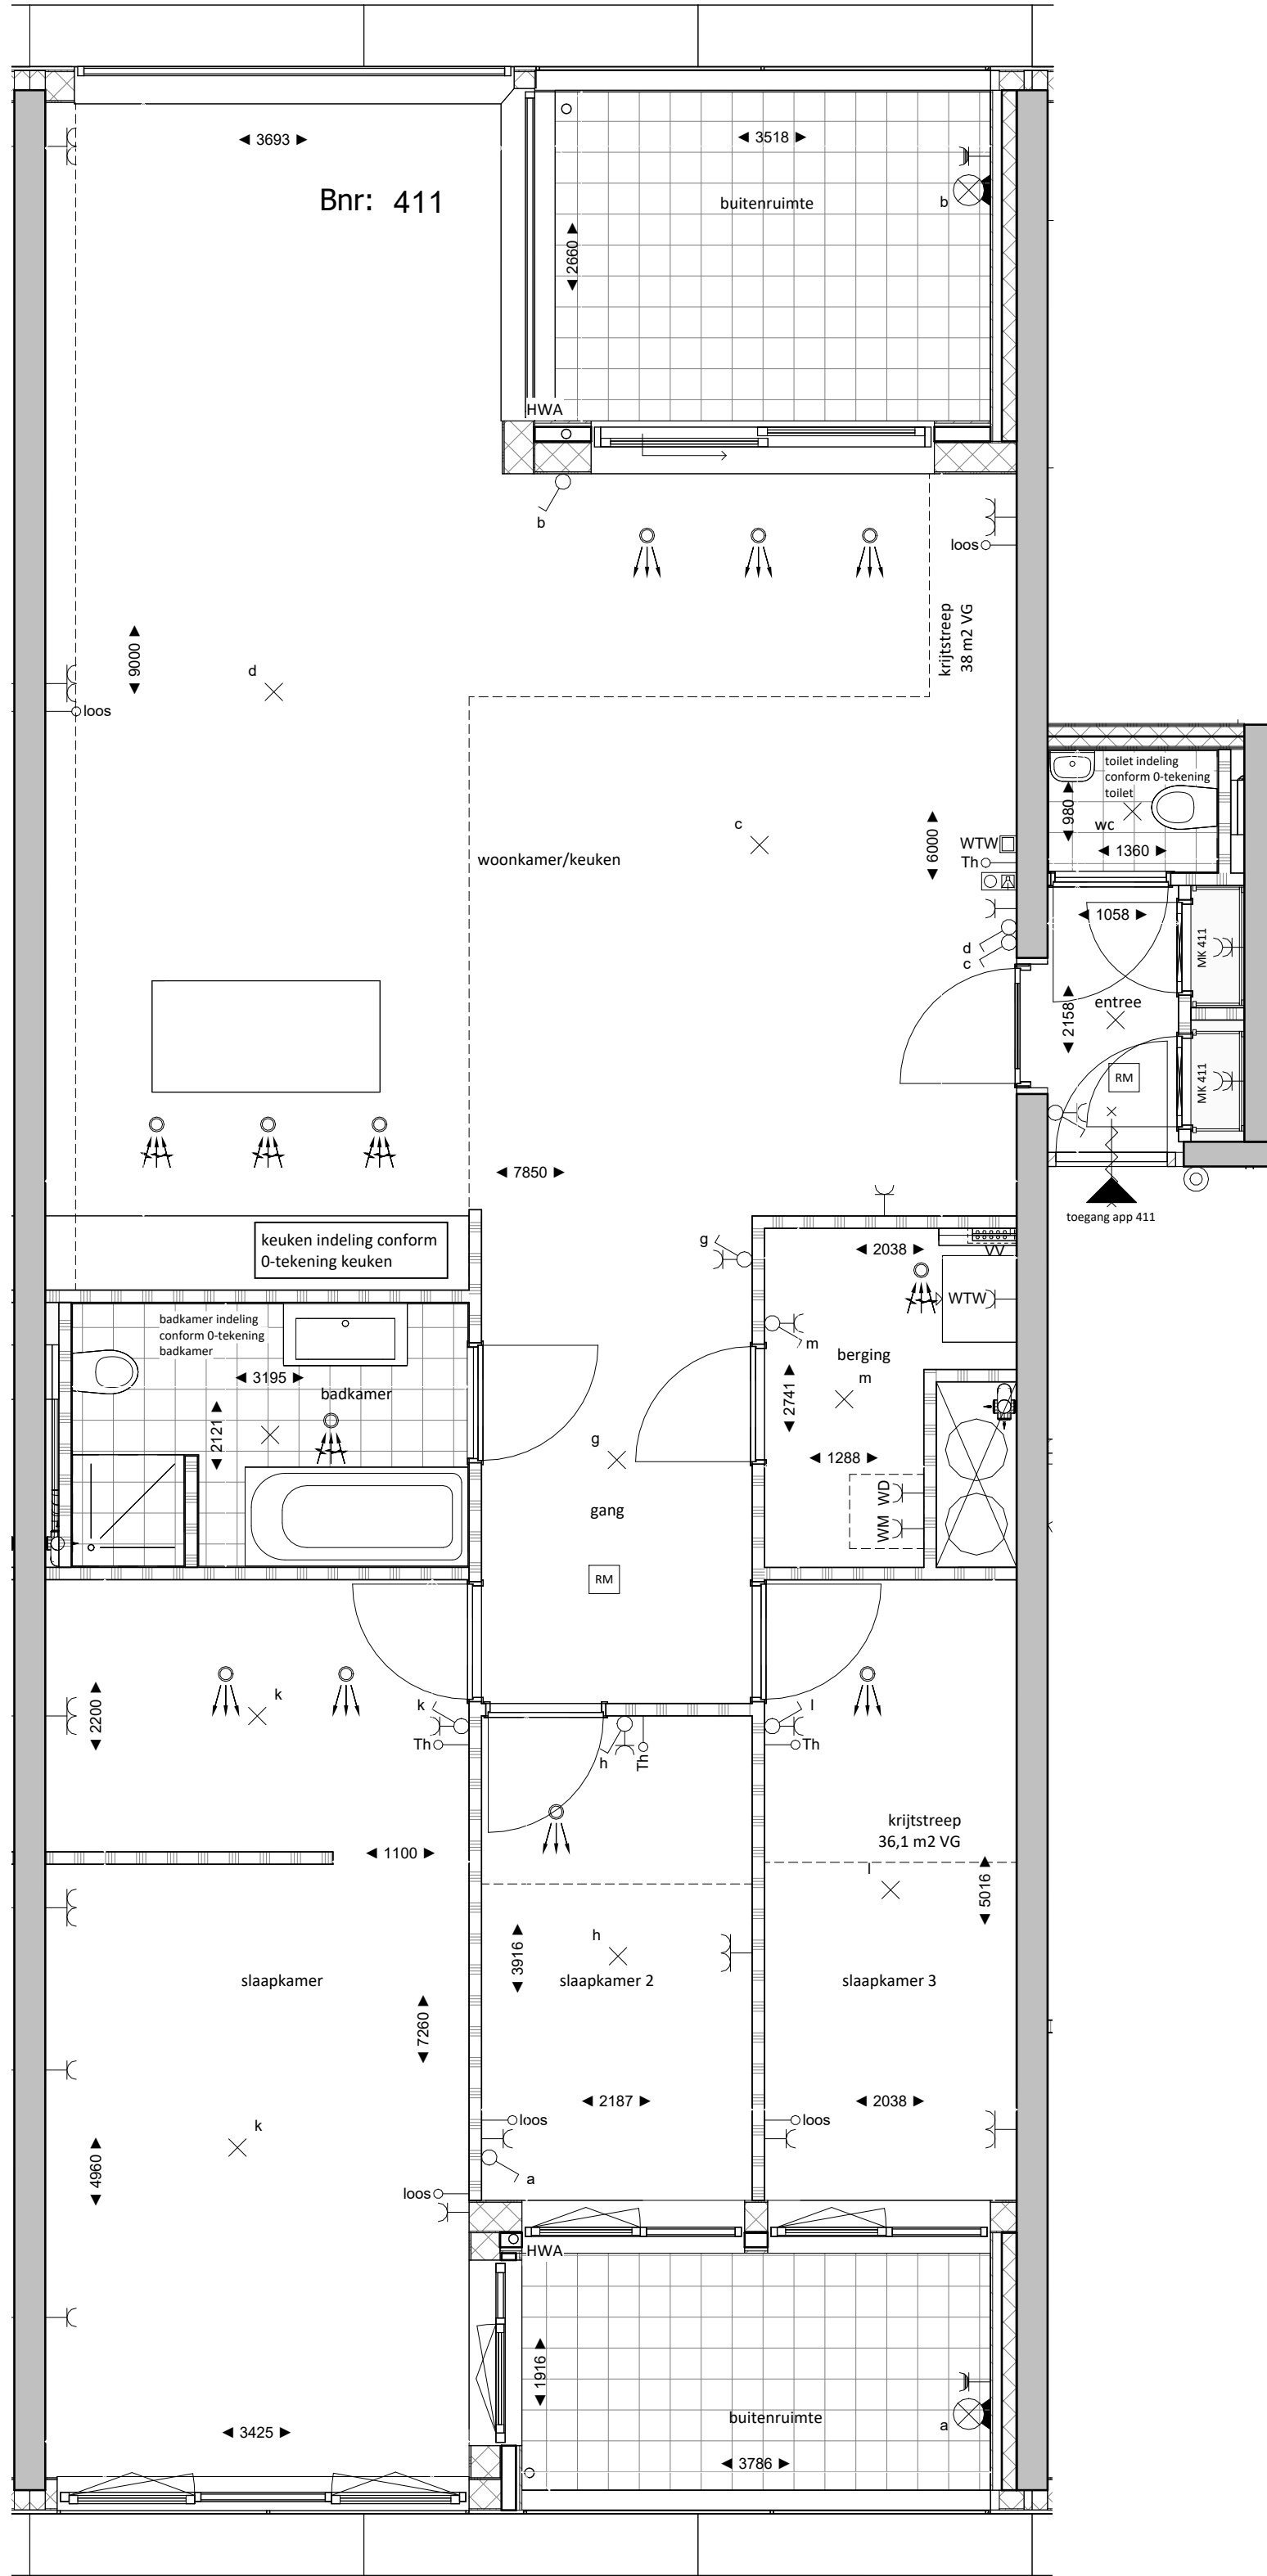 ◄ 3693 ►
◄ 3518 ►
Bnr: 411
buitenruimte
b
◄ 2660 ►
HWA
b
loos
krijtstreep
38 m2 VG
◄ 9000 ►
d
loos
toilet indeling
conform 0-tekening
toilet
◄ 980 ►
wc
◄ 1360 ►
c
◄ 6000 ►
WTW
Th
woonkamer/keuken
◄ 1058 ►
d
c
MK 411
entree
◄ 2158 ►
RM
MK 411
◄ 7850 ►
toegang app 411
keuken indeling conform
0-tekening keuken
g
◄ 2038 ►
VV
WTW
badkamer indeling
conform 0-tekening
badkamer
m
berging
m
◄ 3195 ►
badkamer
◄ 2741 ►
◄ 2121 ►
g
◄ 1288 ►
WD
WM
gang
RM
◄ 2200 ►
k
k
Th
h
Th
l
Th
krijtstreep
36,1 m2 VG
◄ 1100 ►
l
◄ 5016 ►
h
◄ 3916 ►
slaapkamer
slaapkamer 2
slaapkamer 3
◄ 7260 ►
◄ 2187 ►
◄ 2038 ►
loos
loos
k
◄ 4960 ►
a
loos
HWA
◄ 1916 ►
buitenruimte
a
◄ 3425 ►
◄ 3786 ►